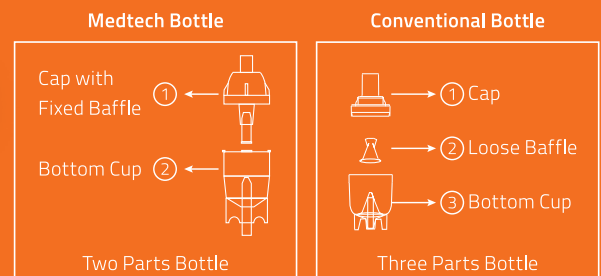 Medtech Bottle
Cap with
Fixed Baffle
1
Bottom Cup 2
Two Parts Bottle
Conventional Bottle
1 Cap
2 Loose Baffle
3 Bottom Cup
Three Parts Bottle